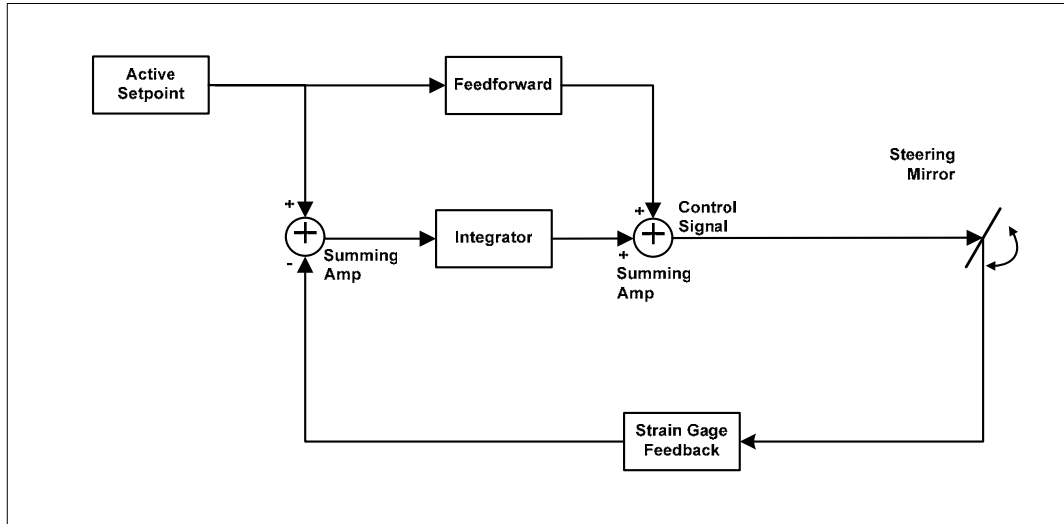 Active
Setpoint
Feedforward
Steering
Mirror
+
+
Control
Signal
Integrator
-
Summing
Amp
+
Summing
Amp
Strain Gage
Feedback